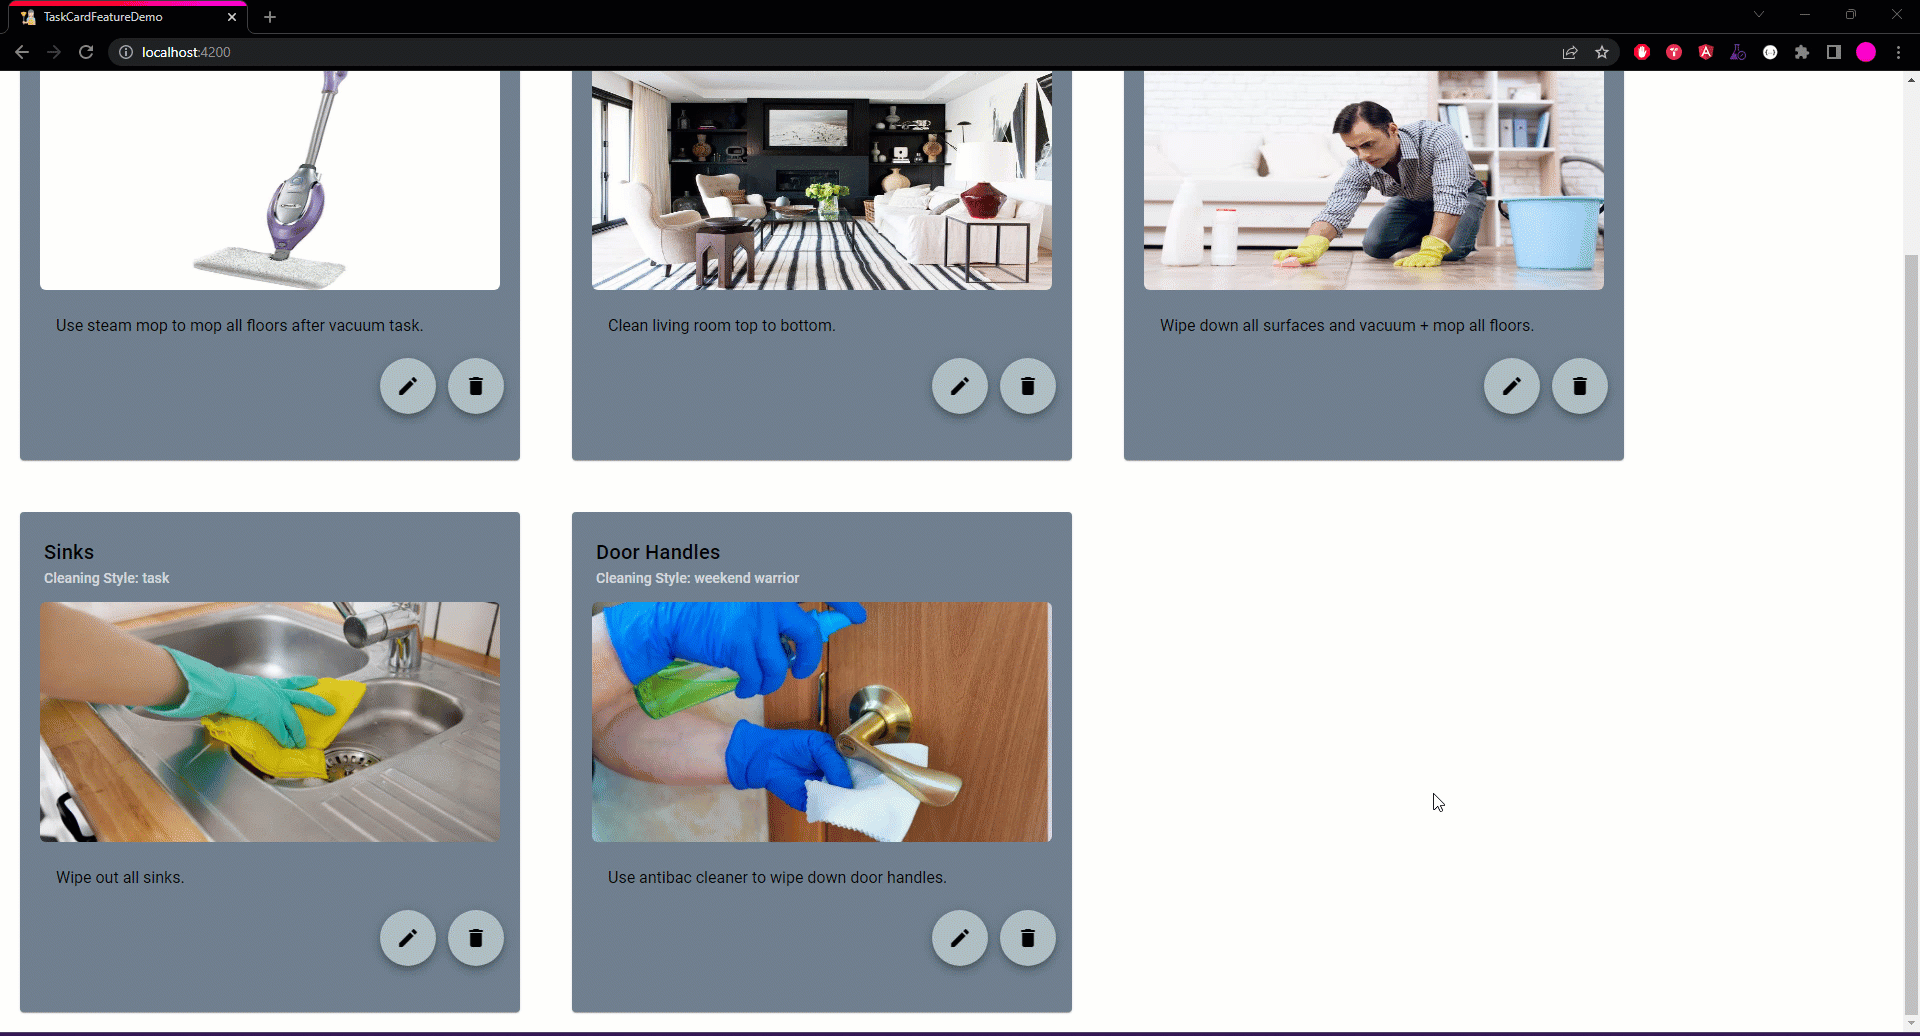 TaskCardFeatureDemo
localhost:4200
Use steam mop to mop all floors after vacuum task.
Clean living room top to bottom.
Wipe down all surfaces and vacuum + mop all floors.
Sinks
Cleaning Style: task
Wipe out all sinks.
Door Handles
Cleaning Style: weekend warrior
Use antibac cleaner to wipe down door handles.